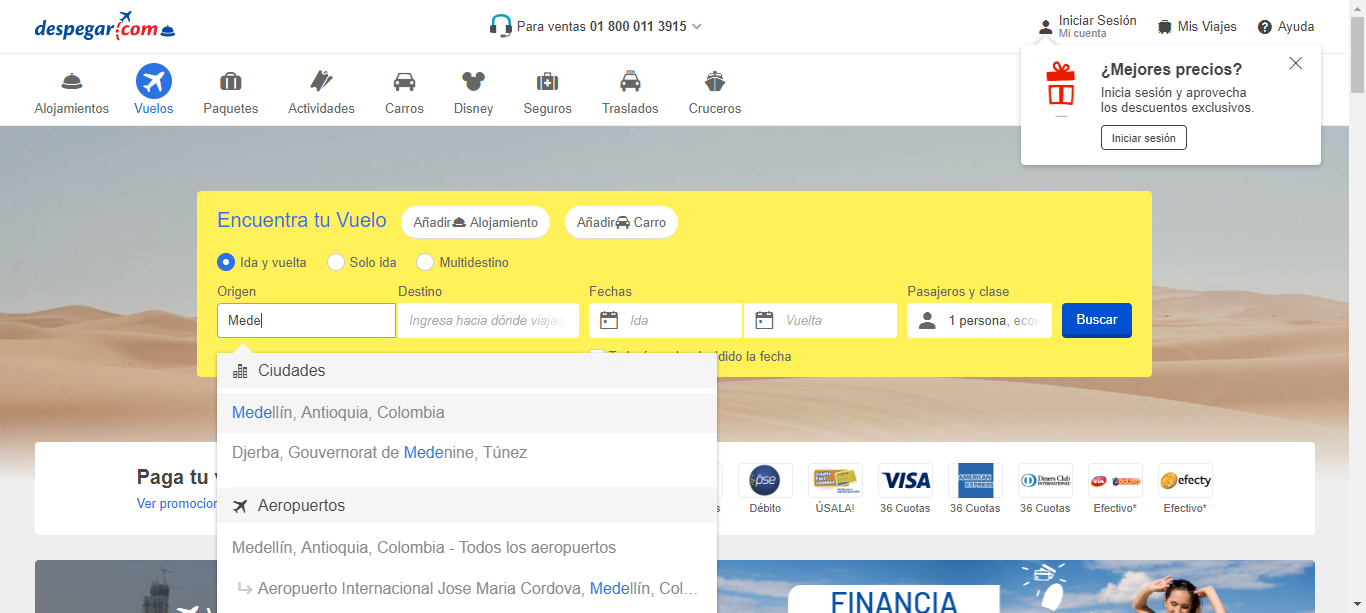 despegar.com
Para ventas 01 800 011 3915
Iniciar Sesión
Mi cuenta
Mis Viajes
Ayuda
Alojamientos
Vuelos
Paquetes
Actividades
Carros
Disney
Seguros
Traslados
Cruceros
¿Mejores precios?
Inicia sesión y aprovecha
los descuentos exclusivos.
Iniciar sesión
Encuentra tu Vuelo
Añadir Alojamiento
Añadir Carro
Ida y vuelta
Solo ida
Multidestino
Origen
Destino
Fechas
Pasajeros y clase
Mede
Ingresa hacia dónde viajas
Ida
Vuelta
1 persona, econ
Buscar
la fecha
Ciudades
Medellín, Antioquia, Colombia
Djerba, Gouvernorat de Medenine, Túnez
Aeropuertos
Medellín, Antioquia, Colombia - Todos los aeropuertos
Aeropuerto Internacional Jose Maria Cordova, Medellín, Col...
Paga tu
Ver promocion
pse
VISA
AMERICAN EXPRESS
Diners Club
INTERNATIONAL
efecty
Débito
ÚSALA!
36 Cuotas
36 Cuotas
36 Cuotas
Efectivo*
Efectivo*
FINANCIA